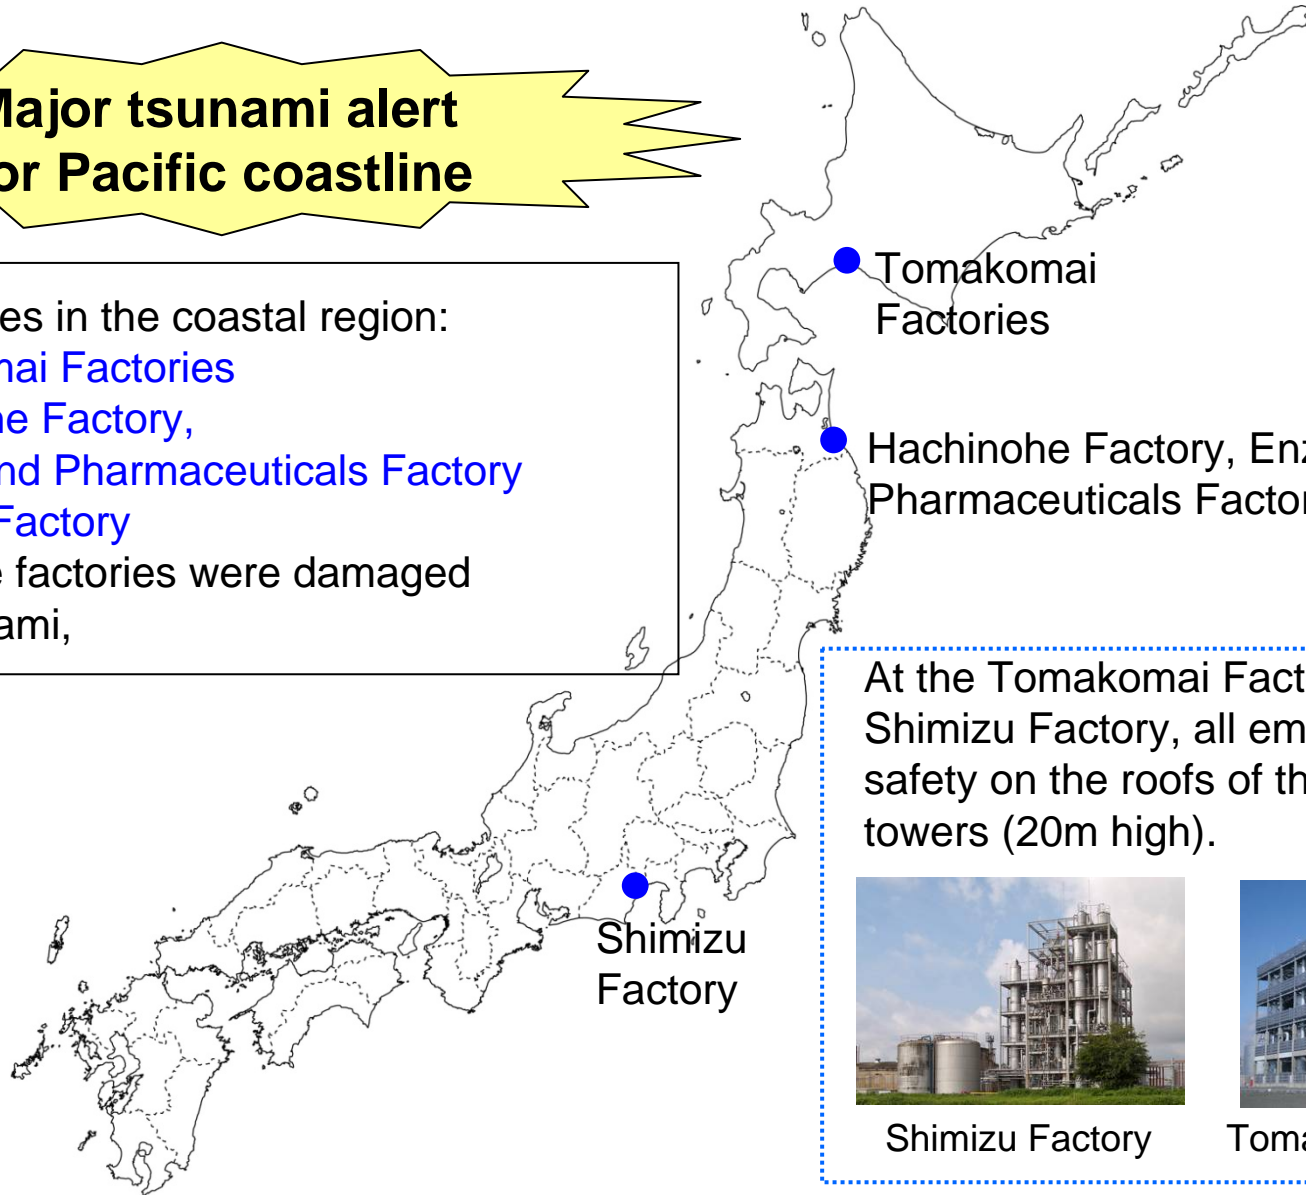 Major tsunami alert
or Pacific coastline
es in the coastal region:
nai Factories
ne Factory,
nd Pharmaceuticals Factory
Factory
e factories were damaged
ami,
Tomakomai
Factories
Hachinohe Factory, Enz
Pharmaceuticals Factor
Shimizu
Factory
At the Tomakomai Fact
Shimizu Factory, all em
safety on the roofs of th
towers (20m high).
Shimizu Factory
Toma